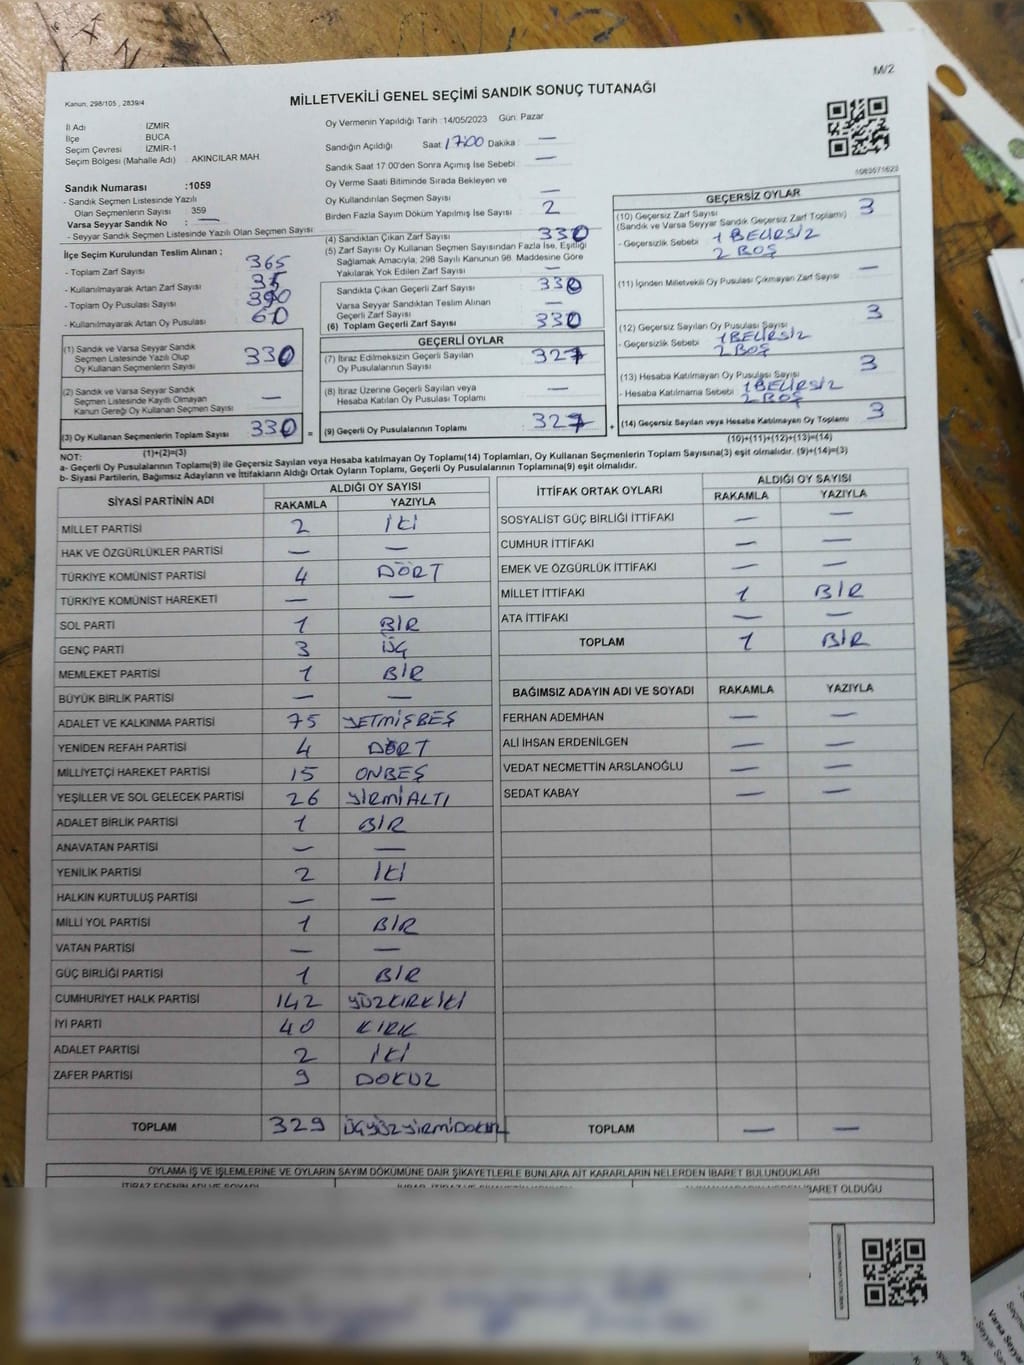 M/2
Kanun, 298/105 , 2839/4
MİLLETVEKİLİ GENEL SEÇİMİ SANDIK SONUÇ TUTANAĞI
İl Adı İZMİR
İlçe BUCA
Seçim Çevresi İZMİR-1
Seçim Bölgesi (Mahalle Adı) AKINCILAR MAH.
Sandık Numarası :1059
- Sandık Seçmen Listesinde Yazılı
Olan Seçmenlerin Sayısı 359
Varsa Seyyar Sandık No : —
- Seyyar Sandık Seçmen Listesinde Yazılı Olan Seçmen Sayısı
İlçe Seçim Kurulundan Teslim Alınan ;
- Toplam Zarf Sayısı 365
- Kullanılmayarak Artan Zarf Sayısı 35
- Toplam Oy Pusulası Sayısı 390
- Kullanılmayarak Artan Oy Pusulası 60
(1) Sandık ve Varsa Seyyar Sandık
Seçmen Listesinde Yazılı Olup
Oy Kullanan Seçmenlerin Sayısı 330
(2) Sandık ve Varsa Seyyar Sandık
Seçmen Listesinde Kayıtlı Olmayan
Kanun Gereği Oy Kullanan Seçmen Sayısı —
(3) Oy Kullanan Seçmenlerin Toplam Sayısı 330 =
(1)+(2)=(3)
Oy Vermenin Yapıldığı Tarih :14/05/2023 Gün: Pazar
Sandığın Açıldığı Saat 17:00 Dakika : —
Sandık Saat 17:00'den Sonra Açımış İse Sebebi —
Oy Verme Saati Bitiminde Sırada Bekleyen ve
Oy Kullandırılan Seçmen Sayısı —
Birden Fazla Sayım Döküm Yapılmış İse Sayısı 2
(4) Sandıktan Çıkan Zarf Sayısı 330
(5) Zarf Sayısı Oy Kullanan Seçmen Sayısından Fazla İse, Eşitliği
Sağlamak Amacıyla, 298 Sayılı Kanunun 98. Maddesine Göre
Yakılarak Yok Edilen Zarf Sayısı —
Sandıkta Çıkan Geçerli Zarf Sayısı 330
Varsa Seyyar Sandıktan Teslim Alınan
Geçerli Zarf Sayısı —
(6) Toplam Geçerli Zarf Sayısı 330
GEÇERLİ OYLAR
(7) İtiraz Edilmeksizin Geçerli Sayılan
Oy Pusulalarının Sayısı 327
(8) İtiraz Üzerine Geçerli Sayılan veya
Hesaba Katılan Oy Pusulası Toplamı —
(9) Geçerli Oy Pusulalarının Toplamı 327 +
1063071623
GEÇERSİZ OYLAR
(10) Geçersiz Zarf Sayısı 3
(Sandık ve Varsa Seyyar Sandık Geçersiz Zarf Toplamı)
- Geçersizlik Sebebi 1 BELİRSİZ
2 BOŞ
(11) İçinden Milletvekili Oy Pusulası Çıkmayan Zarf Sayısı —
(12) Geçersiz Sayılan Oy Pusulası Sayısı 3
- Geçersizlik Sebebi 1 BELİRSİZ
2 BOŞ
(13) Hesaba Katılmayan Oy Pusulası Sayısı 3
- Hesaba Katılmama Sebebi 1 BELİRSİZ
2 BOŞ
(14) Geçersiz Sayılan veya Hesaba Katılmayan Oy Toplamı 3
(10)+(11)+(12)+(13)=(14)
NOT:
a- Geçerli Oy Pusulalarının Toplamı(9) ile Geçersiz Sayılan veya Hesaba katılmayan Oy Toplamı(14) Toplamları, Oy Kullanan Seçmenlerin Toplam Sayısına(3) eşit olmalıdır. (9)+(14)=(3)
b- Siyasi Partilerin, Bağımsız Adayların ve İttifakların Aldığı Ortak Oyların Toplamı, Geçerli Oy Pusulalarının Toplamına(9) eşit olmalıdır.
SİYASİ PARTİNİN ADI ALDIĞI OY SAYISI
RAKAMLA YAZIYLA
MİLLET PARTİSİ 2 İKİ
HAK VE ÖZGÜRLÜKLER PARTİSİ — —
TÜRKİYE KOMÜNİST PARTİSİ 4 DÖRT
TÜRKİYE KOMÜNİST HAREKETİ — —
SOL PARTİ 1 BİR
GENÇ PARTİ 3 ÜÇ
MEMLEKET PARTİSİ 1 BİR
BÜYÜK BİRLİK PARTİSİ — —
ADALET VE KALKINMA PARTİSİ 75 YETMİŞBEŞ
YENİDEN REFAH PARTİSİ 4 DÖRT
MİLLİYETÇİ HAREKET PARTİSİ 15 ONBEŞ
YEŞİLLER VE SOL GELECEK PARTİSİ 26 YİRMİALTI
ADALET BİRLİK PARTİSİ 1 BİR
ANAVATAN PARTİSİ — —
YENİLİK PARTİSİ 2 İKİ
HALKIN KURTULUŞ PARTİSİ — —
MİLLİ YOL PARTİSİ 1 BİR
VATAN PARTİSİ — —
GÜÇ BİRLİĞİ PARTİSİ 1 BİR
CUMHURİYET HALK PARTİSİ 142 YÜZKIRKİKİ
İYİ PARTİ 40 KIRK
ADALET PARTİSİ 2 İKİ
ZAFER PARTİSİ 9 DOKUZ
TOPLAM 329 ÜÇYÜZYİRMİDOKUZ
İTTİFAK ORTAK OYLARI ALDIĞI OY SAYISI
RAKAMLA YAZIYLA
SOSYALİST GÜÇ BİRLİĞİ İTTİFAKI — —
CUMHUR İTTİFAKI — —
EMEK VE ÖZGÜRLÜK İTTİFAKI — —
MİLLET İTTİFAKI 1 BİR
ATA İTTİFAKI — —
TOPLAM 1 BİR
BAĞIMSIZ ADAYIN ADI VE SOYADI RAKAMLA YAZIYLA
FERHAN ADEMHAN — —
ALİ İHSAN ERDENİLGEN — —
VEDAT NECMETTİN ARSLANOĞLU — —
SEDAT KABAY — —
TOPLAM — —
OYLAMA İŞ VE İŞLEMLERİNE VE OYLARIN SAYIM DÖKÜMÜNE DAİR ŞİKAYETLERLE BUNLARA AİT KARARLARIN NELERDEN İBARET BULUNDUKLARI
İTİRAZ EDENİN ADI VE SOYADI